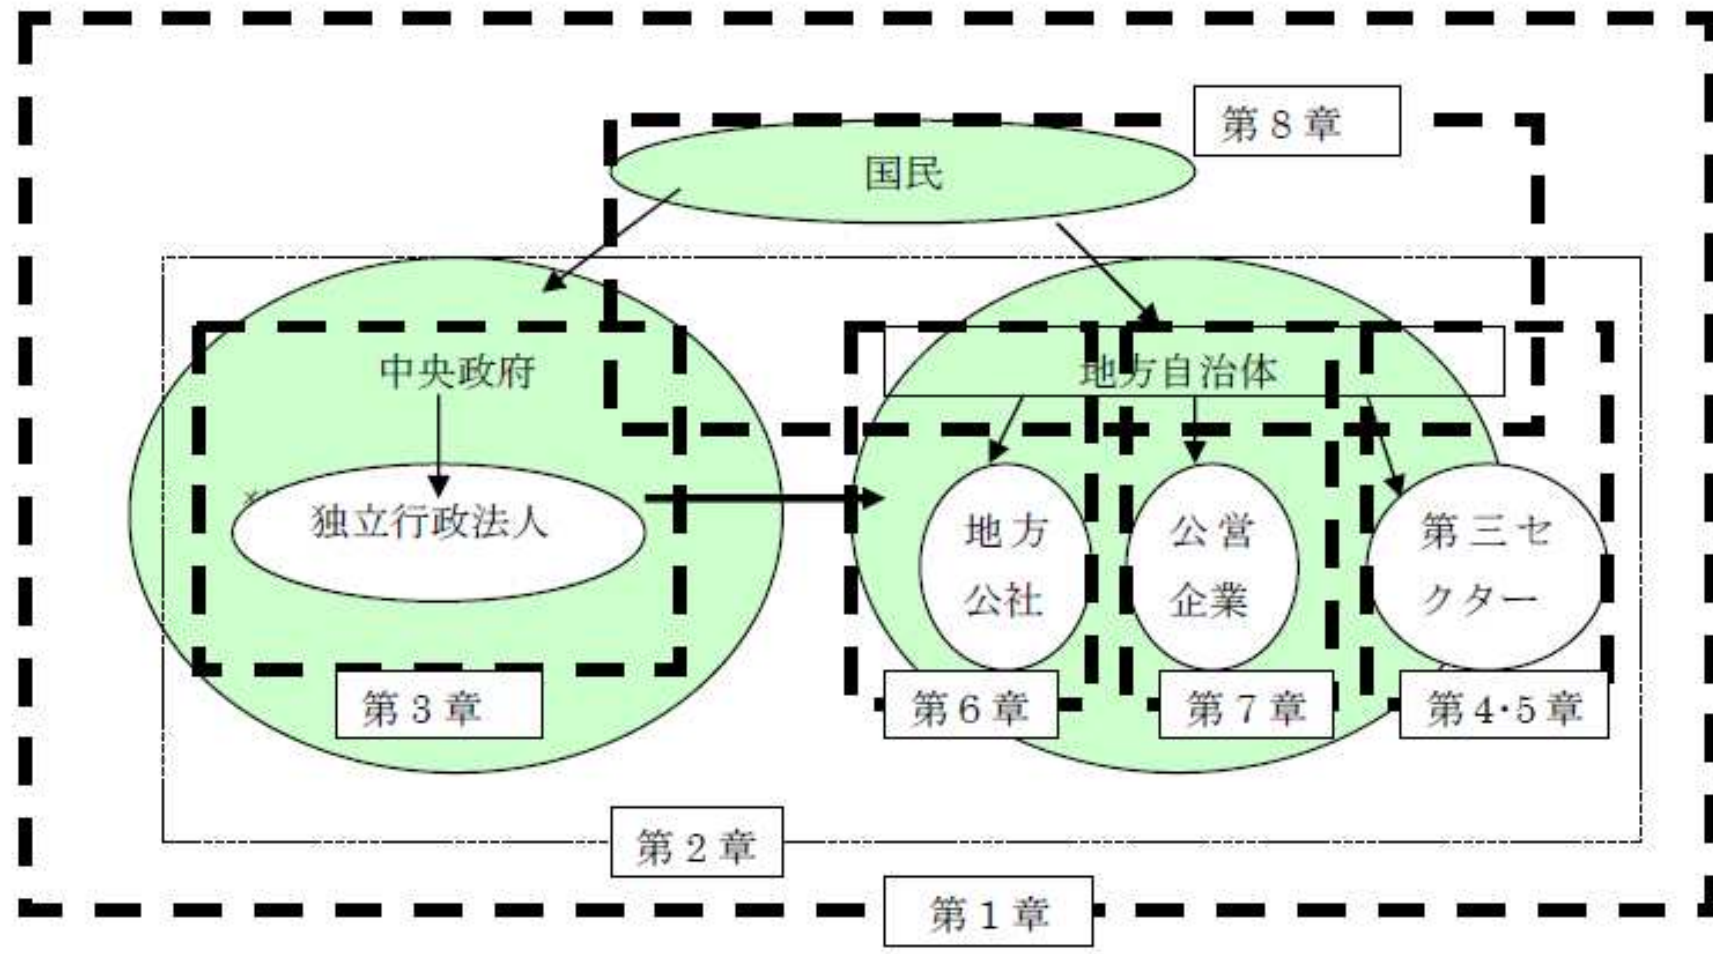 第8章
国民
中央政府
地方自治体
独立行政法人
地方
公社
公営
企業
第三セ
クター
第3章
第6章
第7章
第4・5章
第2章
第1章